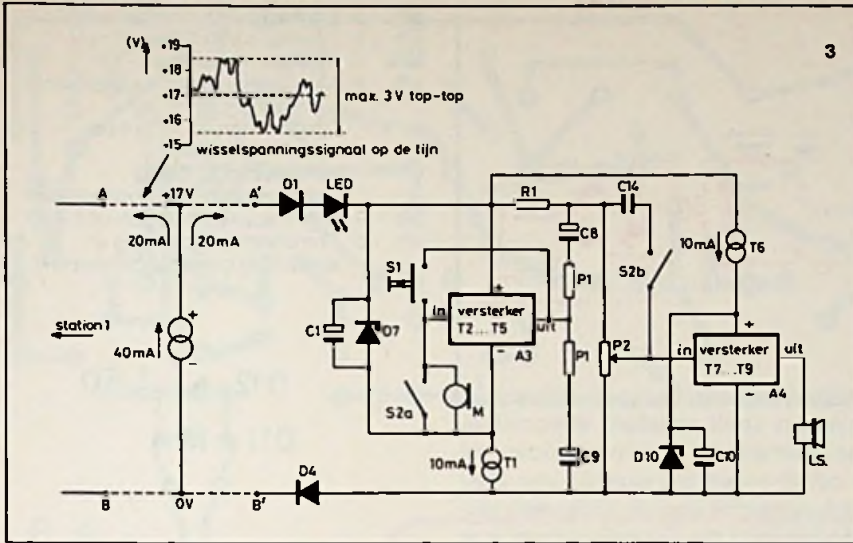 3
(V)
+19
+18
+17
+16
+15
max. 3 V top-top
wisselspanningssignaal op de lijn
A
+17V
A'
D1
LED
20mA
20mA
station 1
40mA
+
-
B
0V
B'
D4
C1
D7
S1
S2a
M
in
+
versterker
T2...T5
-
uit
A3
10mA
T1
R1
C8
P1
P1
C9
C14
S2b
P2
10mA
T6
in
+
versterker
T7...T9
-
uit
A4
D10
C10
LS.